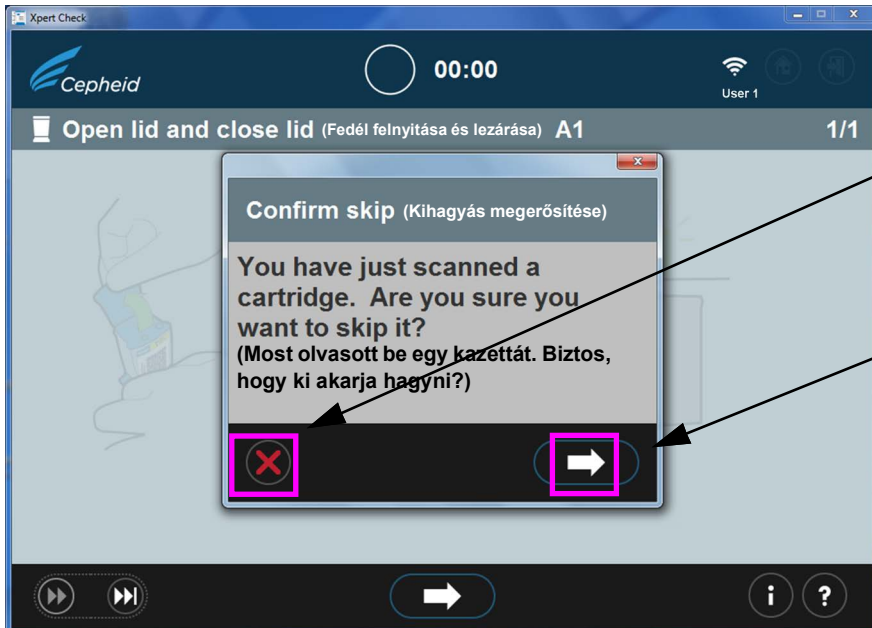 Xpert Check
Cepheid
00:00
User 1
Open lid and close lid (Fedél felnyitása és lezárása) A1
1/1
Confirm skip (Kihagyás megerősítése)
You have just scanned a
cartridge. Are you sure you
want to skip it?
(Most olvasott be egy kazettát. Biztos,
hogy ki akarja hagyni?)
i ?